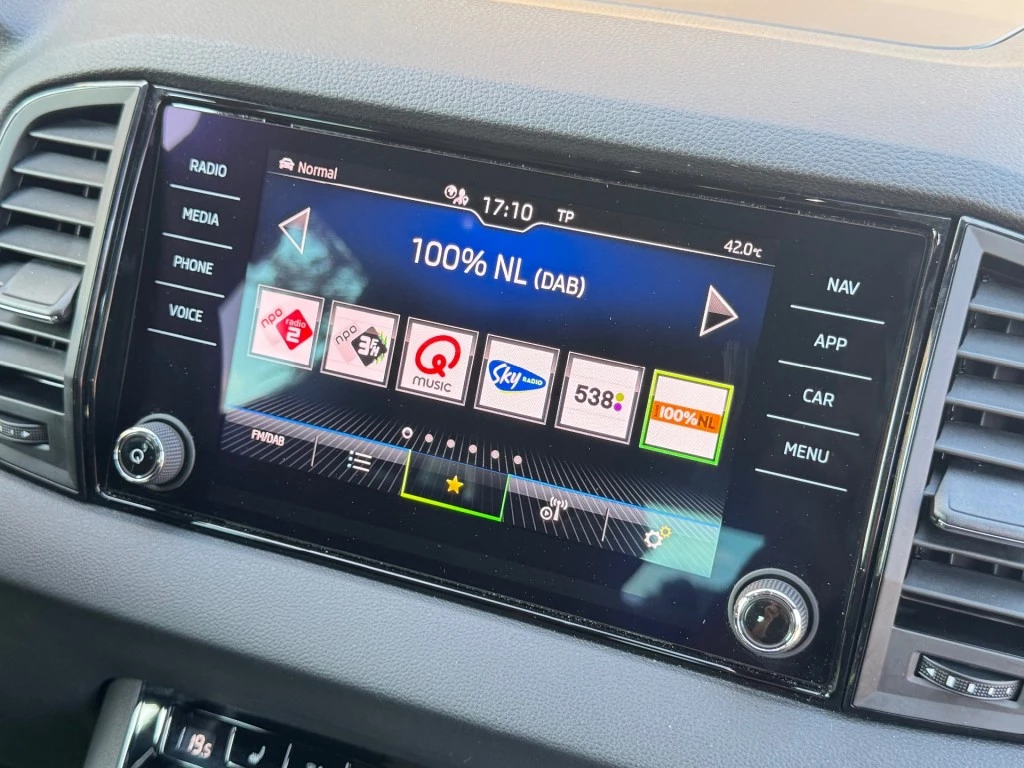 RADIO
MEDIA
PHONE
VOICE
Normal
17:10 TP
42.0°C
100% NL (DAB)
npo radio 2
npo 3FM
Q MUSIC
Sky RADIO
538
100% NL
FM/DAB
NAV
APP
CAR
MENU